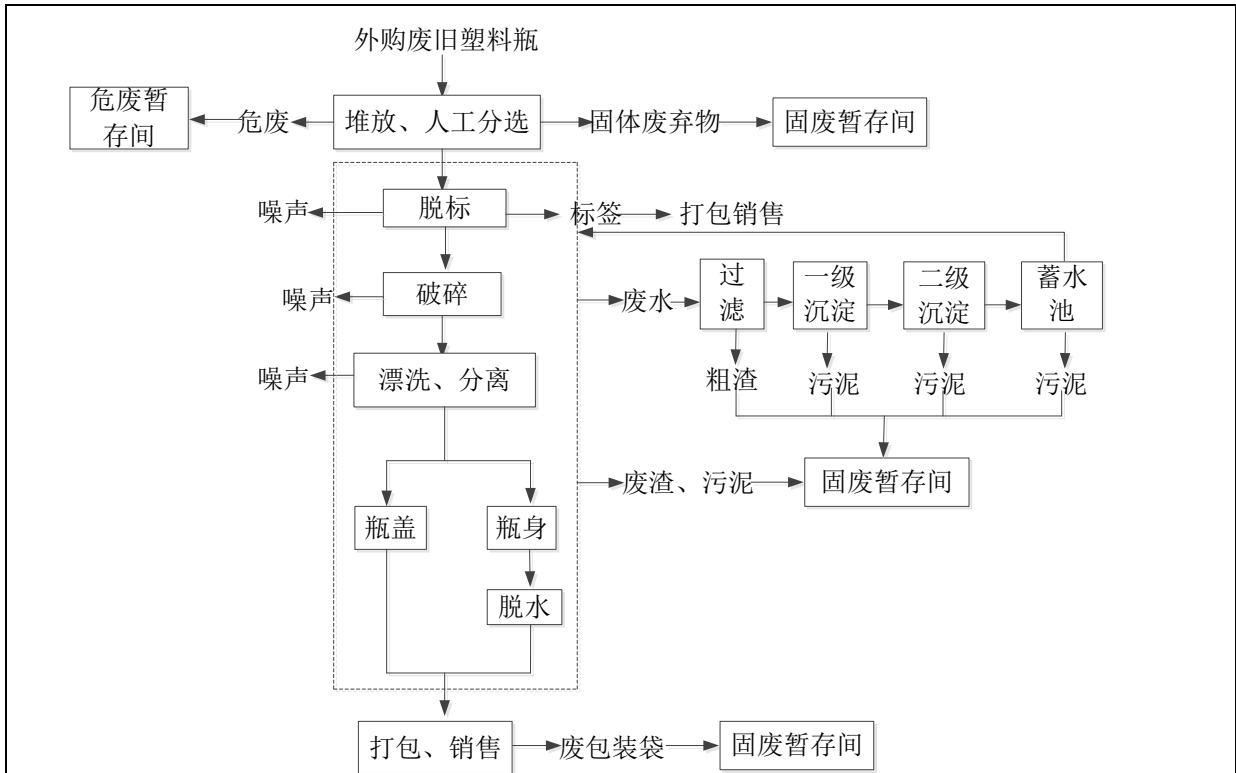 外购废旧塑料瓶
危废暂
存间
危废
堆放、人工分选
固体废弃物
固废暂存间
噪声
脱标
标签
打包销售
噪声
破碎
废水
过
滤
一级
沉淀
二级
沉淀
蓄水
池
噪声
漂洗、分离
粗渣
污泥
污泥
污泥
废渣、污泥
固废暂存间
瓶盖
瓶身
脱水
打包、销售
废包装袋
固废暂存间